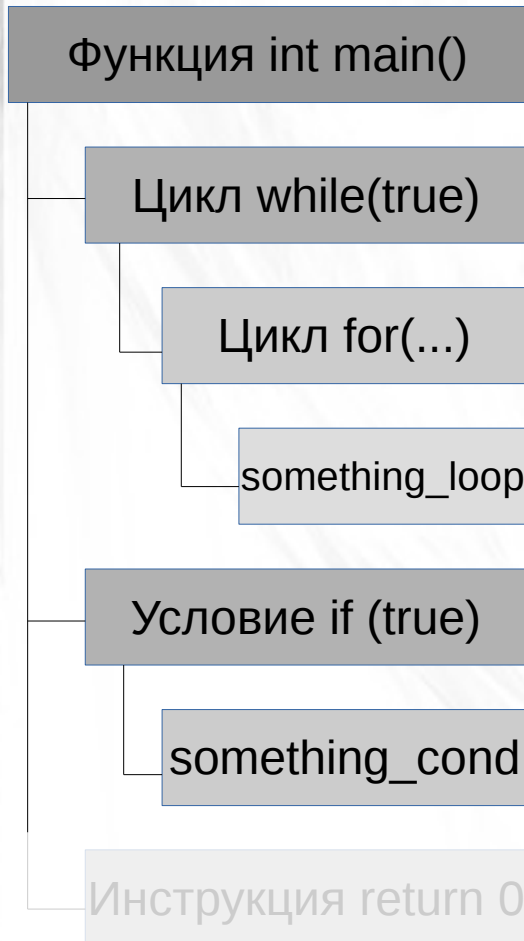 Функция int main()
Цикл while(true)
Цикл for(...)
something_loop
Условие if (true)
something_cond
Инструкция return 0